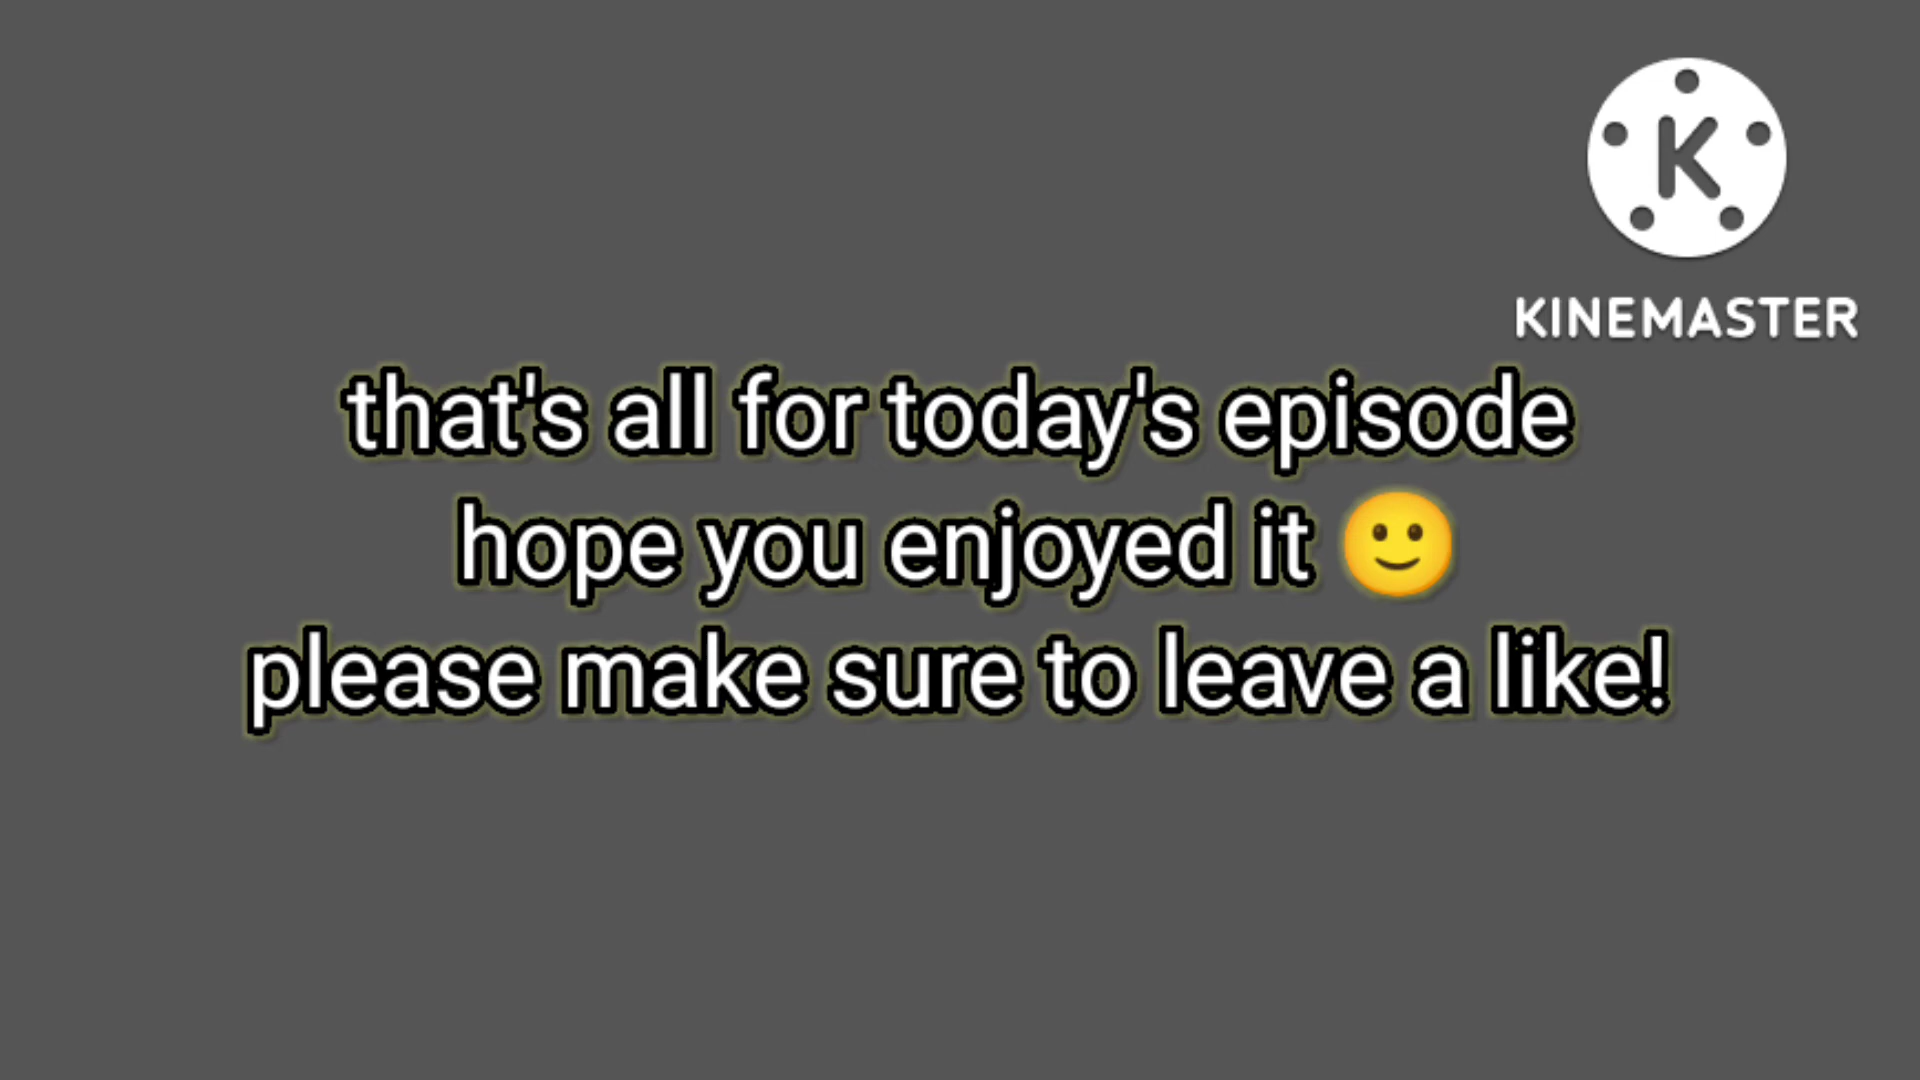 K
KINEMASTER
that's all for today's episode
hope you enjoyed it 🙂
please make sure to leave a like!